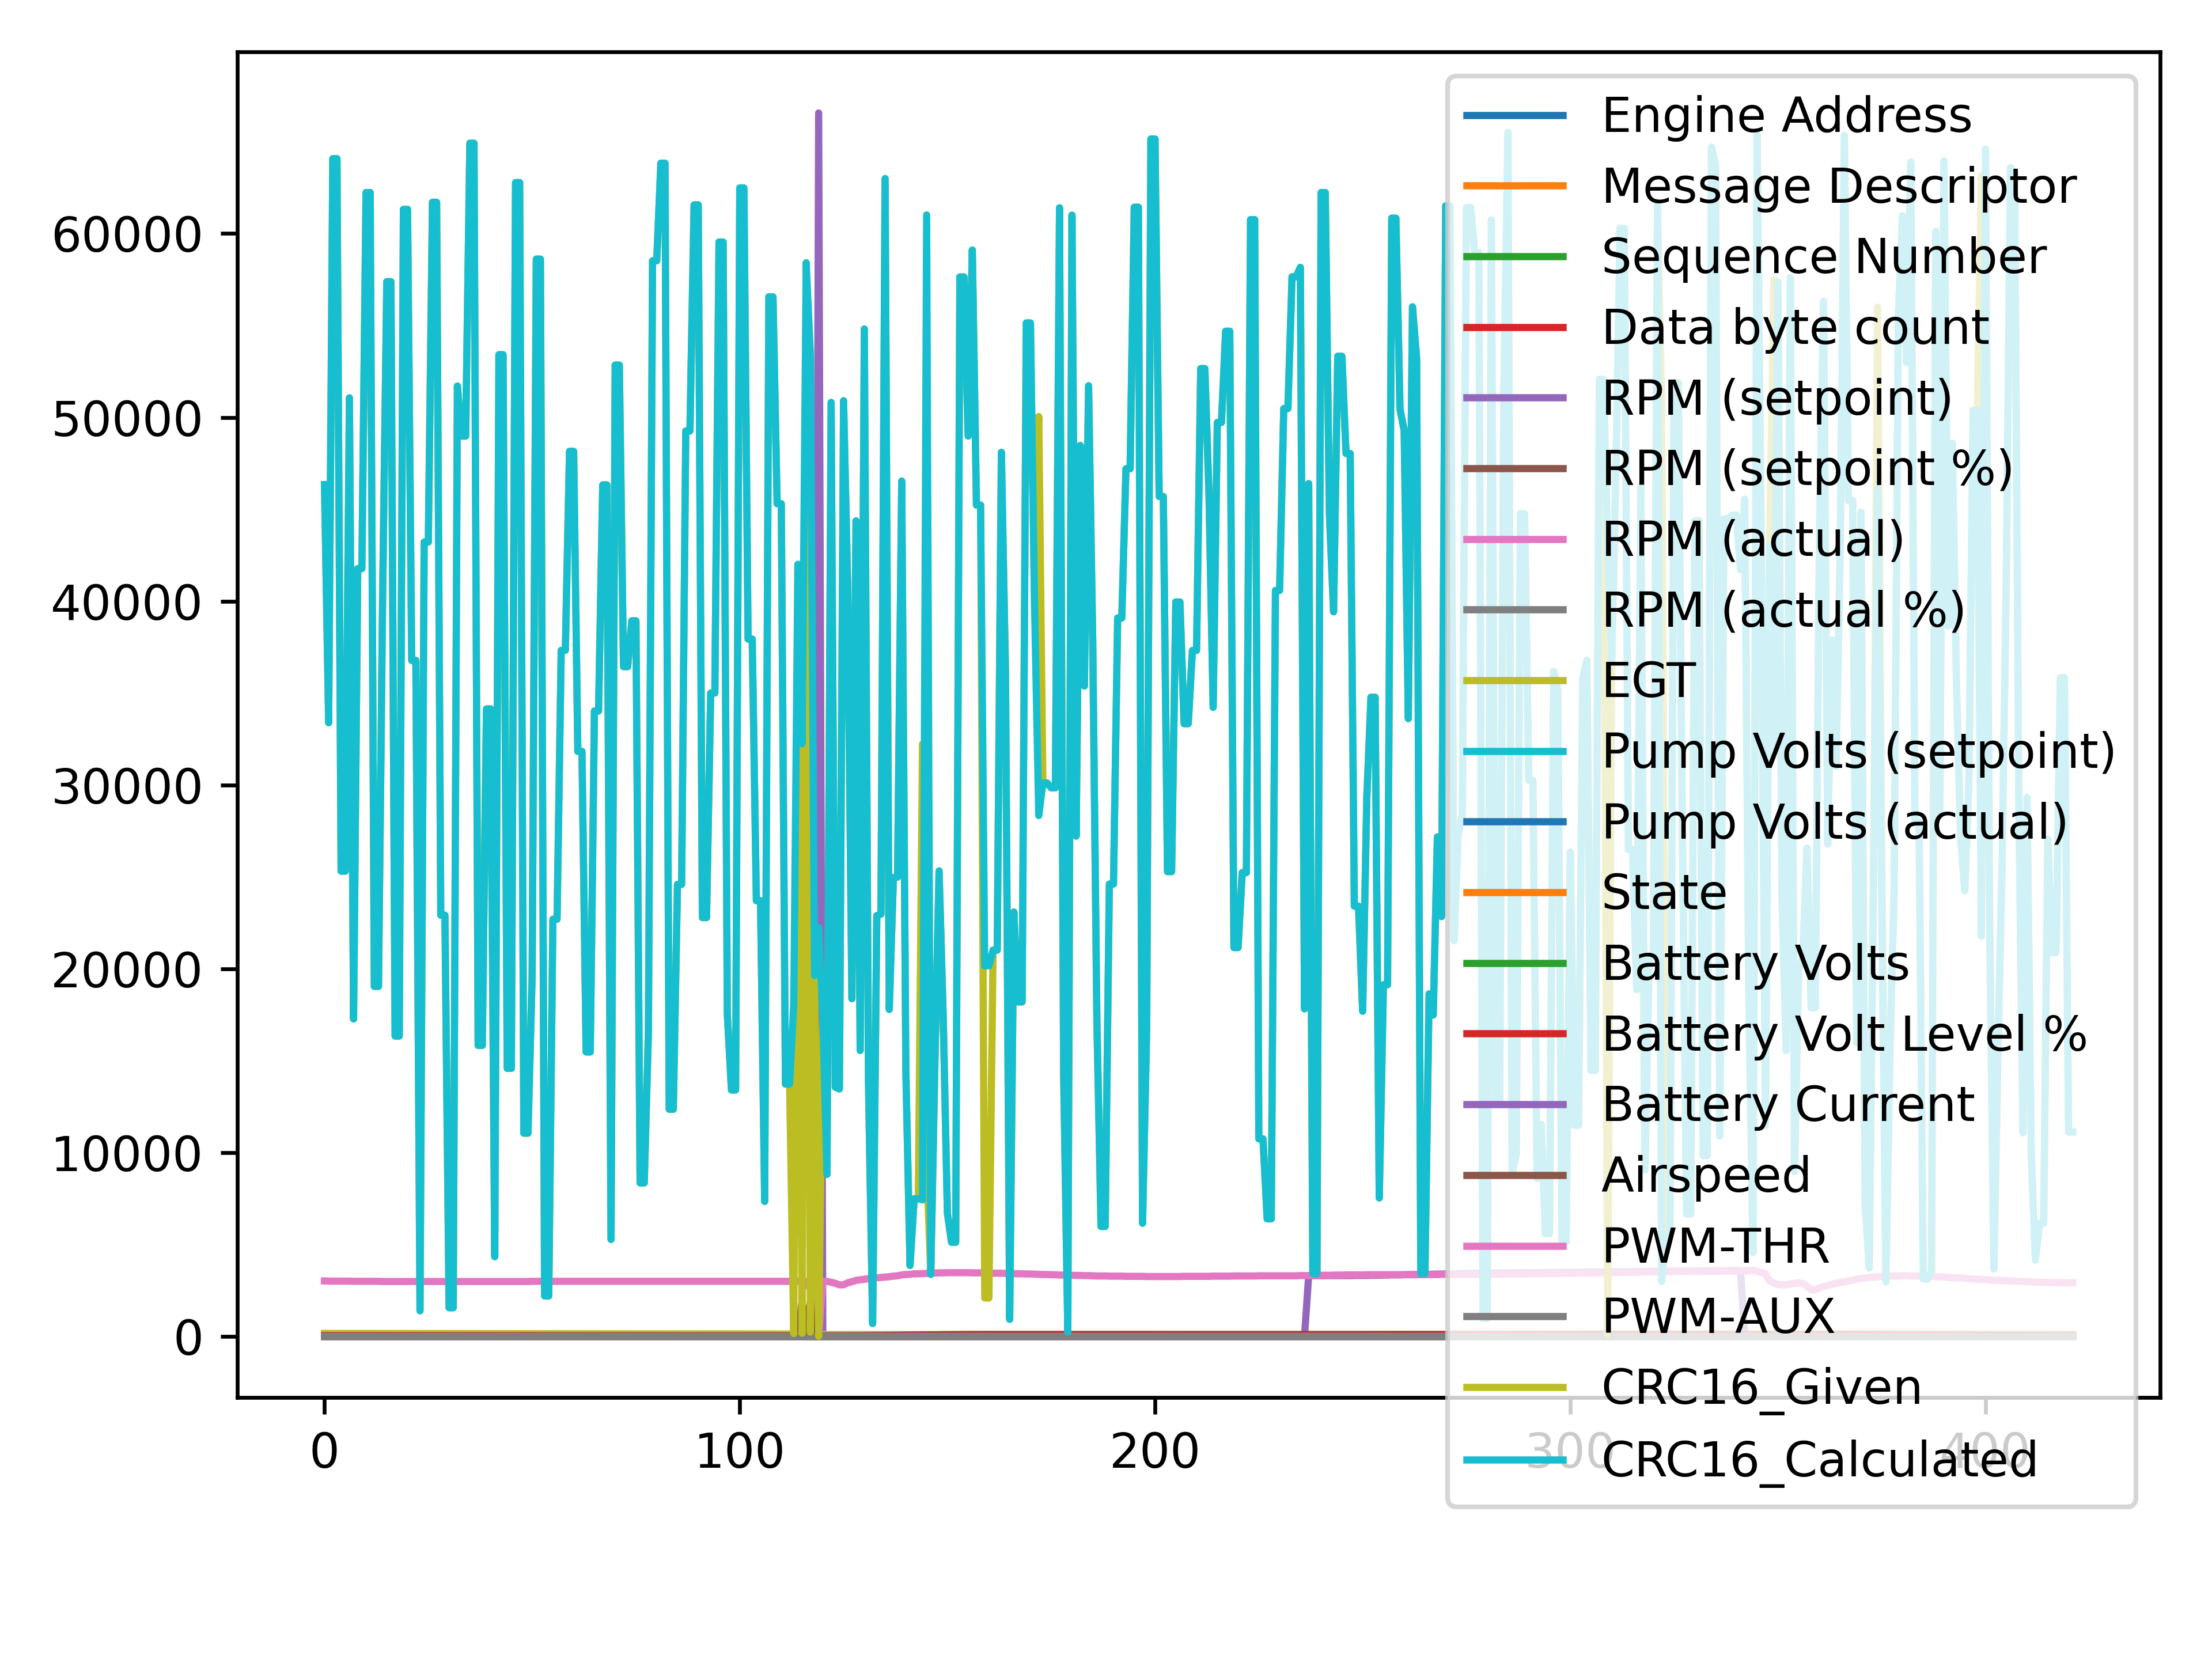 60000
50000
40000
30000
20000
10000
0
0 100 200 300 400
Engine Address
Message Descriptor
Sequence Number
Data byte count
RPM (setpoint)
RPM (setpoint %)
RPM (actual)
RPM (actual %)
EGT
Pump Volts (setpoint)
Pump Volts (actual)
State
Battery Volts
Battery Volt Level %
Battery Current
Airspeed
PWM-THR
PWM-AUX
CRC16_Given
CRC16_Calculated